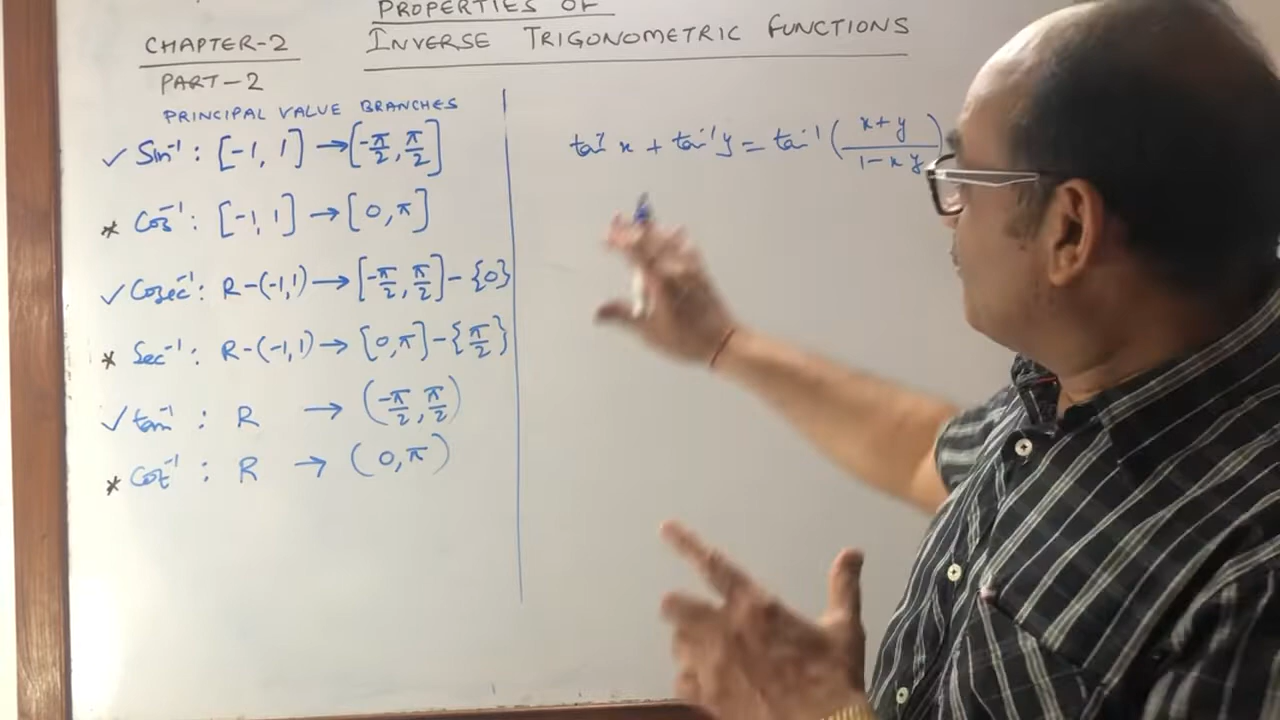 PROPERTIES OF
CHAPTER-2
INVERSE TRIGONOMETRIC FUNCTIONS
PART-2
PRINCIPAL VALUE BRANCHES
✓ Sin⁻¹ : [-1, 1] → [-π/2, π/2]
* Cos⁻¹ : [-1, 1] → [0, π]
✓ Cosec⁻¹ : R-(-1,1) → [-π/2, π/2] - {0}
* Sec⁻¹ : R-(-1,1) → [0,π] - {π/2}
✓ tan⁻¹ : R → (-π/2, π/2)
* Cot⁻¹ : R → (0,π)
tan⁻¹ x + tan⁻¹ y = tan⁻¹ ( x+y / 1-xy )